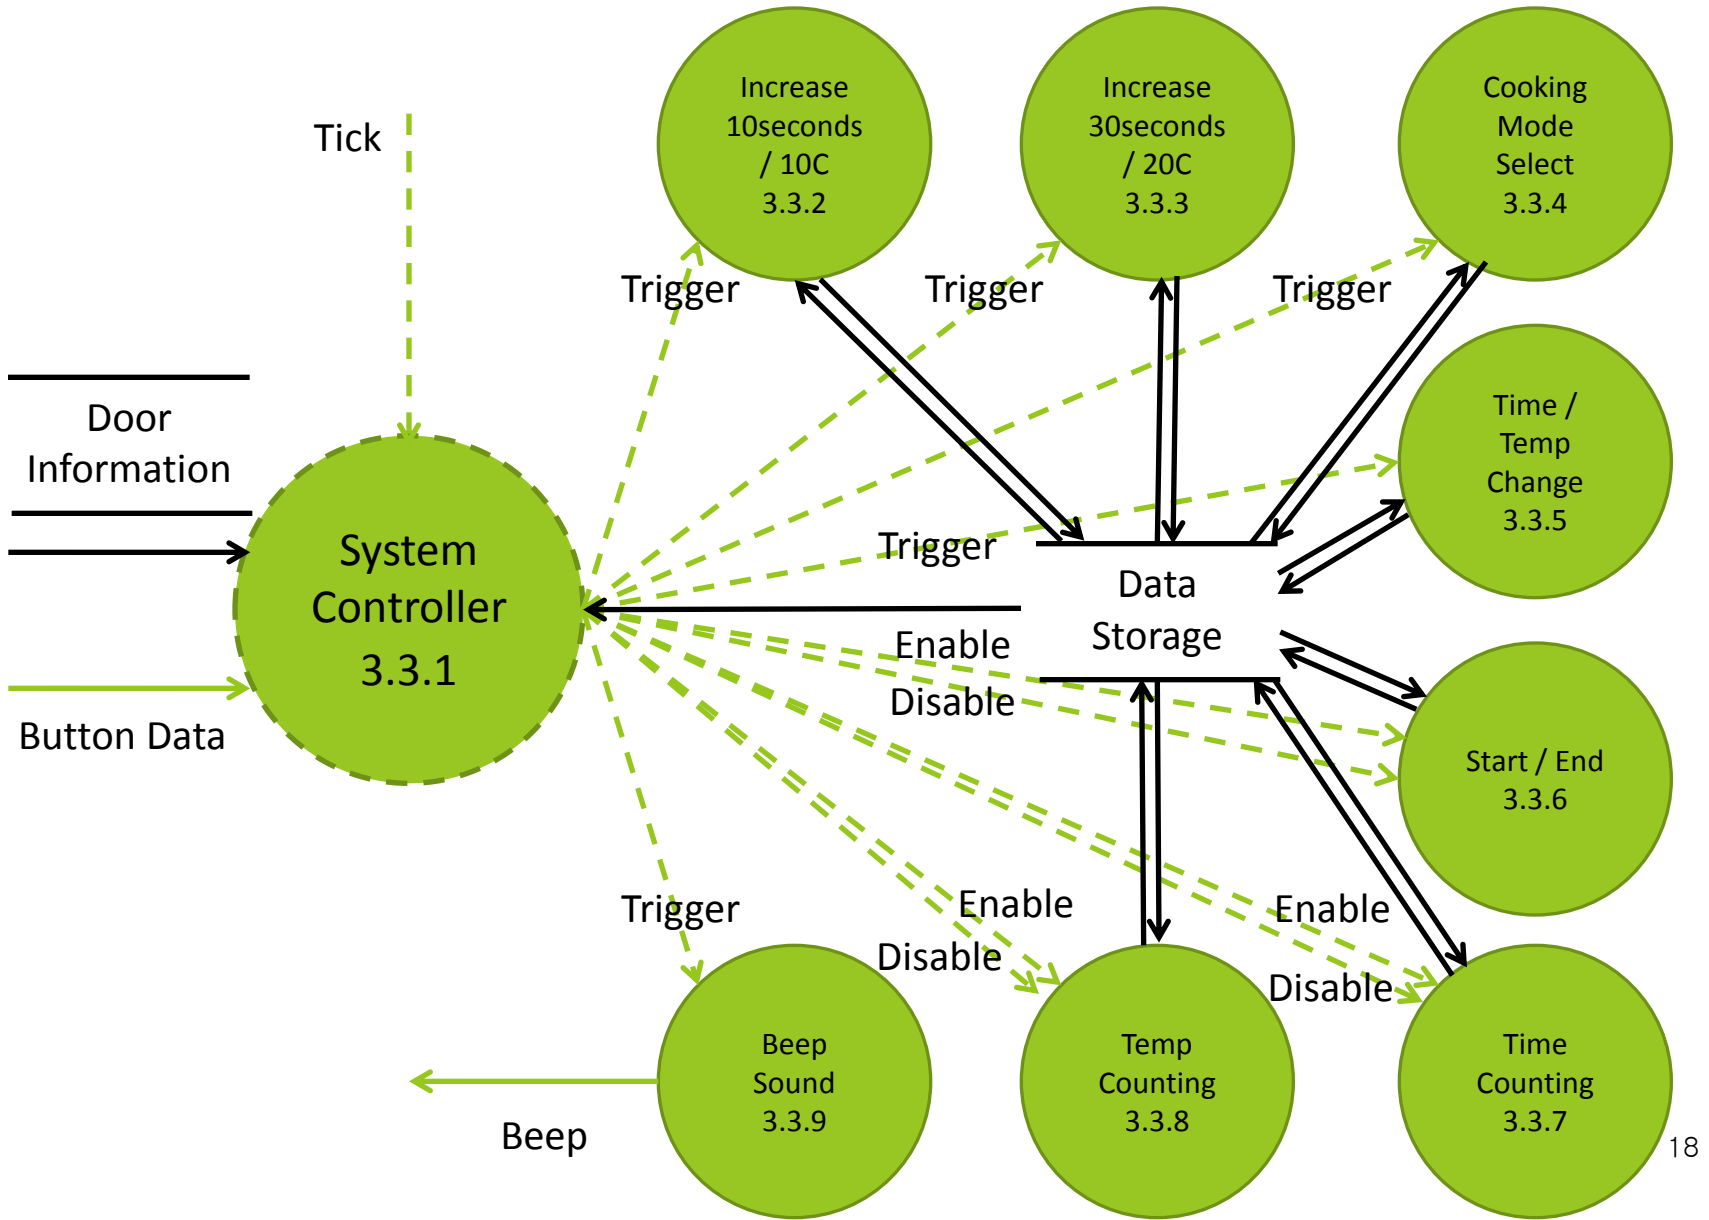 Increase
10seconds
/ 10C
3.3.2
Increase
30seconds
/ 20C
3.3.3
Cooking
Mode
Select
3.3.4
Tick
Trigger
Trigger
Trigger
Door
Information
Time /
Temp
Change
3.3.5
System
Controller
3.3.1
Trigger
Data
Storage
Enable
Disable
Button Data
Start / End
3.3.6
Trigger
Enable
Disable
Enable
Disable
Beep
Sound
3.3.9
Temp
Counting
3.3.8
Time
Counting
3.3.7
Beep
18